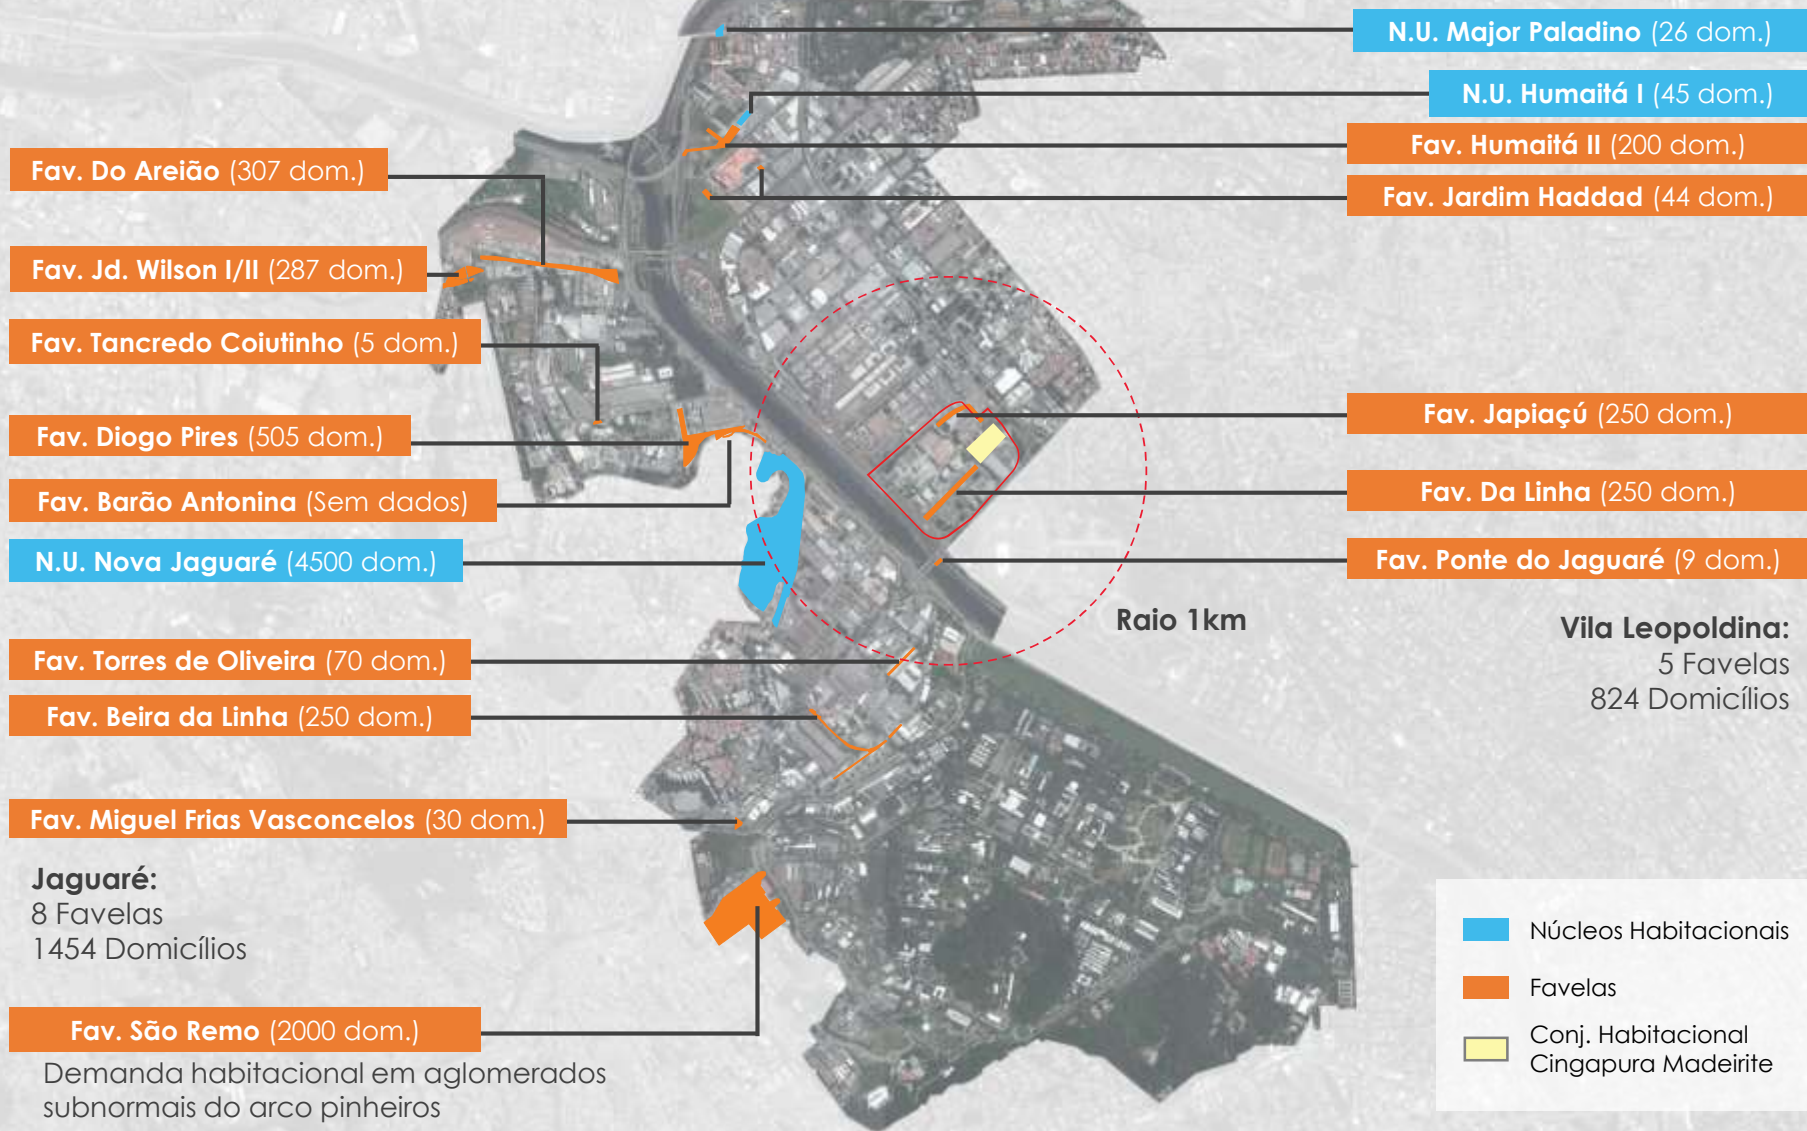 N.U. Major Paladino (26 dom.)
N.U. Humaitá I (45 dom.)
Fav. Humaitá II (200 dom.)
Fav. Jardim Haddad (44 dom.)
Fav. Do Areião (307 dom.)
Fav. Jd. Wilson I/II (287 dom.)
Fav. Tancredo Coiutinho (5 dom.)
Fav. Diogo Pires (505 dom.)
Fav. Barão Antonina (Sem dados)
N.U. Nova Jaguaré (4500 dom.)
Fav. Torres de Oliveira (70 dom.)
Fav. Beira da Linha (250 dom.)
Fav. Miguel Frias Vasconcelos (30 dom.)
Jaguaré:
8 Favelas
1454 Domicílios
Fav. São Remo (2000 dom.)
Demanda habitacional em aglomerados
subnormais do arco pinheiros
Fav. Japiaçú (250 dom.)
Fav. Da Linha (250 dom.)
Fav. Ponte do Jaguaré (9 dom.)
Raio 1km
Vila Leopoldina:
5 Favelas
824 Domicílios
Núcleos Habitacionais
Favelas
Conj. Habitacional
Cingapura Madeirite